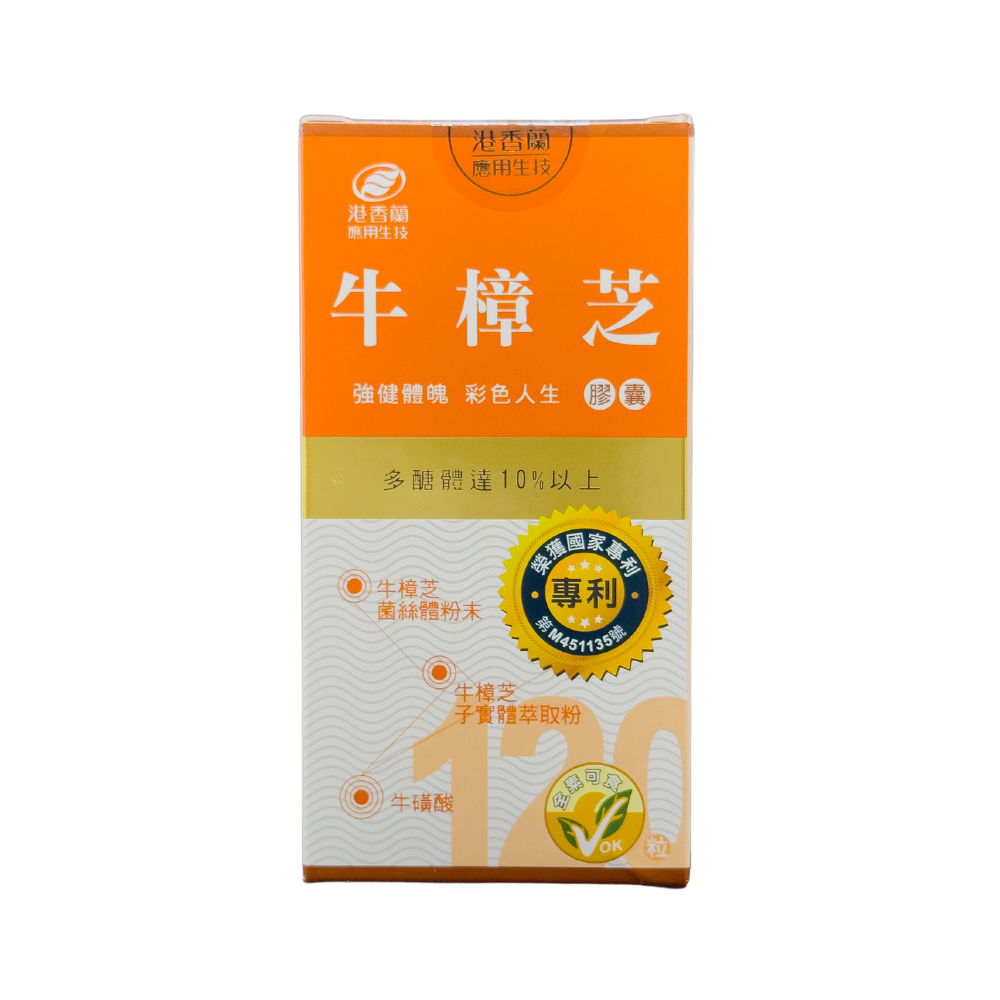 港香蘭
應用生技
港香蘭
應用生技
牛樟芝
強健體魄 彩色人生 膠囊
多醣體達10%以上
榮獲國家專利
專利
第M451135號
牛樟芝
菌絲體粉末
牛樟芝
子實體萃取粉
牛磺酸
120粒
全素可食
OK